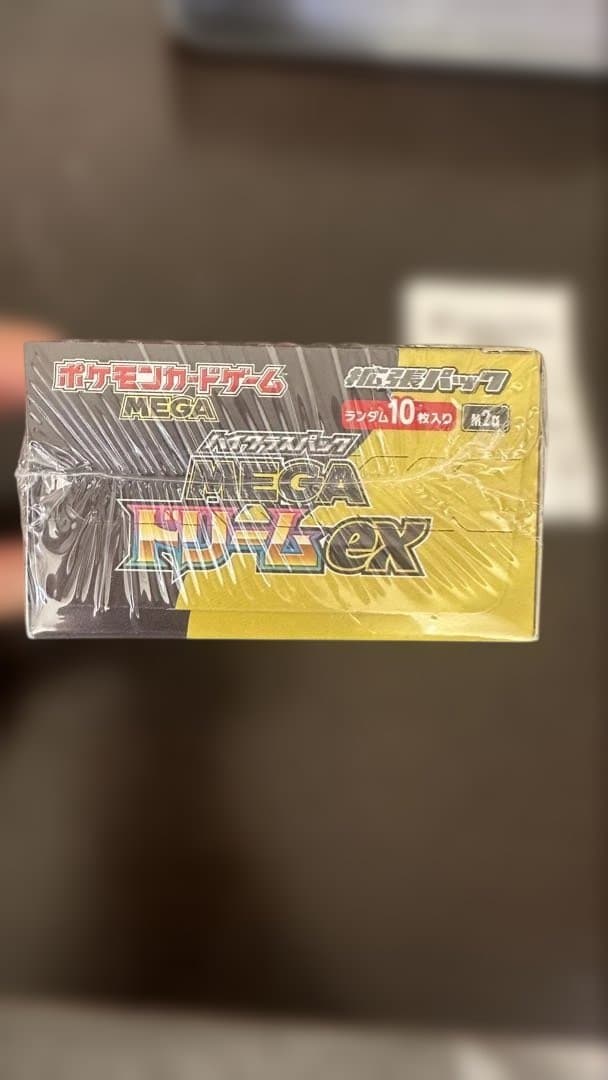 ポケモンカードゲーム
MEGA
拡張パック
ランダム10枚入り
ハイクラスパック
MEGA
ドリームex